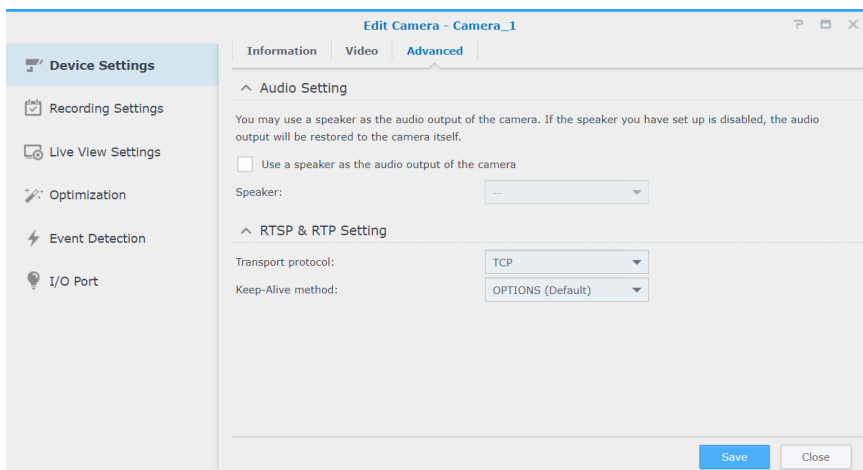 Edit Camera - Camera_1
Device Settings
Recording Settings
Live View Settings
Optimization
Event Detection
I/O Port
Information Video Advanced
Audio Setting
You may use a speaker as the audio output of the camera. If the speaker you have set up is disabled, the audio
output will be restored to the camera itself.
Use a speaker as the audio output of the camera
Speaker: --
RTSP & RTP Setting
Transport protocol: TCP
Keep-Alive method: OPTIONS (Default)
Save Close